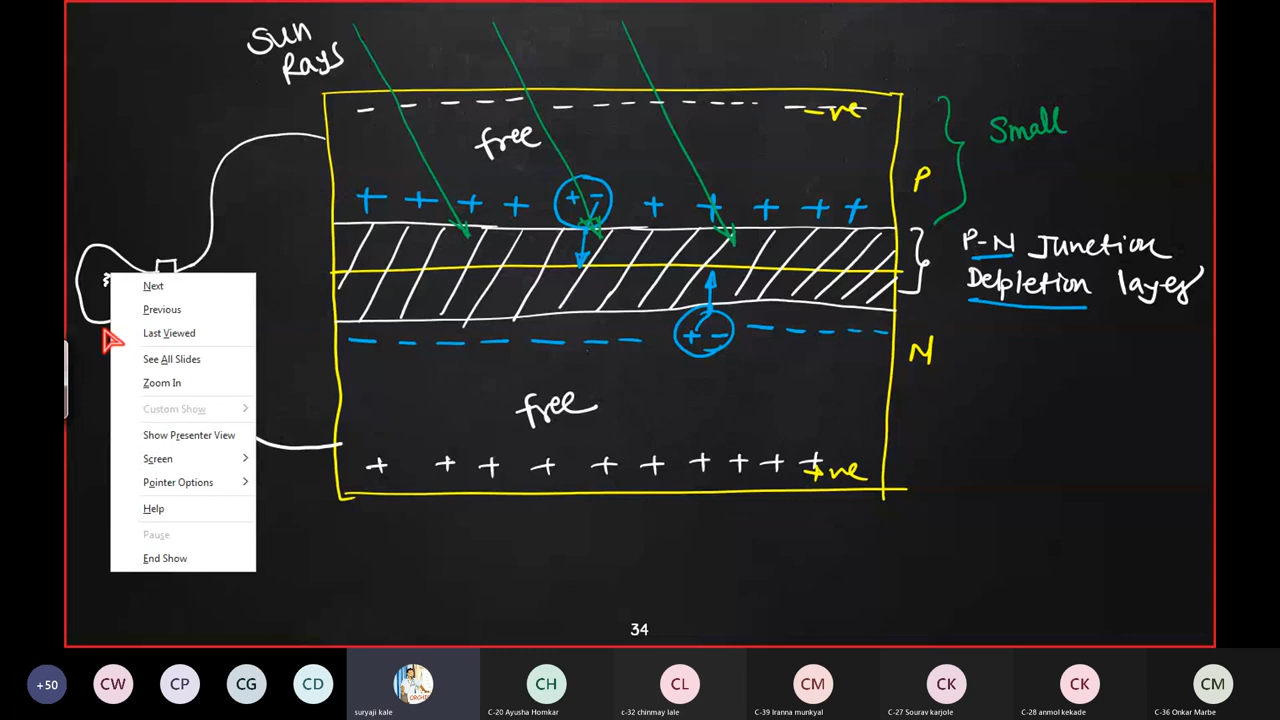 Sun
Rays
-ve
free
Small
P
P-N Junction
Depletion layer
N
free
+ve
Next
Previous
Last Viewed
See All Slides
Zoom In
Custom Show
Show Presenter View
Screen
Pointer Options
Help
Pause
End Show
34
+50
CW
CP
CG
CD
ORCHID
CH
CL
CM
CK
CK
CM
suryaji kale
C-20 Ayusha Homkar
c-32 chinmay lale
C-39 Iranna munkyal
C-27 Sourav karjole
C-28 anmol kekade
C-36 Onkar Marbe